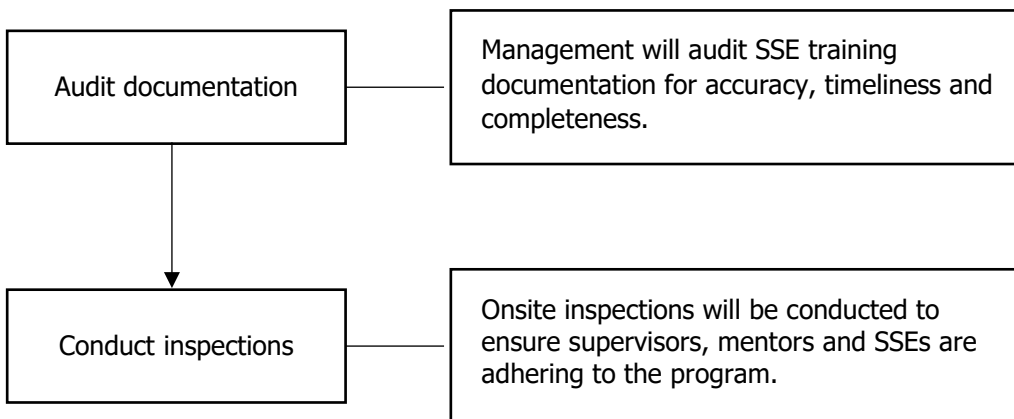 Audit documentation
Management will audit SSE training
documentation for accuracy, timeliness and
completeness.
Conduct inspections
Onsite inspections will be conducted to
ensure supervisors, mentors and SSEs are
adhering to the program.